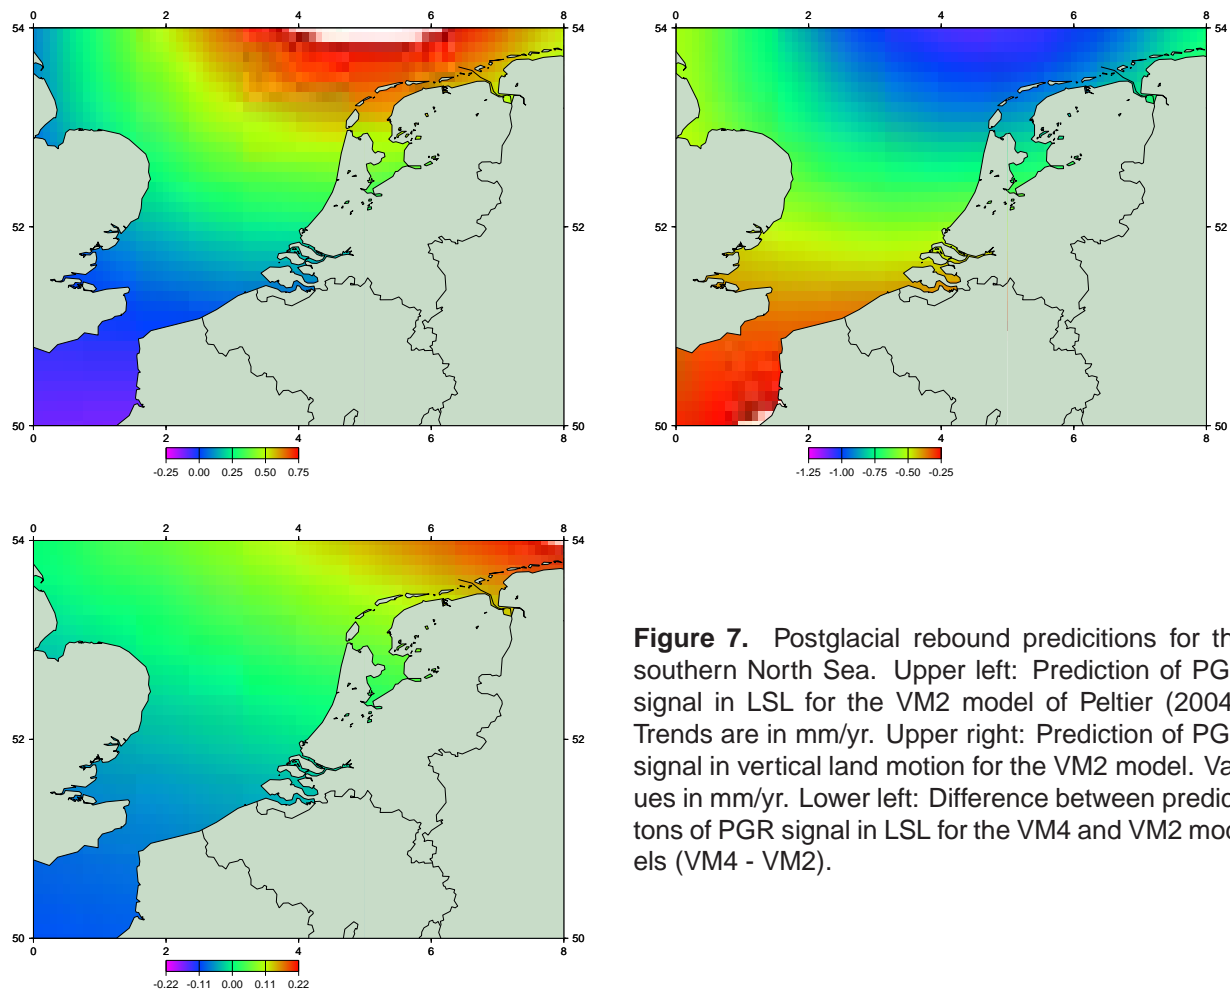 0 2 4 6 8
54 54
52 52
50 50
0 2 4 6 8
-0.25 0.00 0.25 0.50 0.75
0 2 4 6 8
54 54
52 52
50 50
0 2 4 6 8
-1.25 -1.00 -0.75 -0.50 -0.25
0 2 4 6 8
54 54
52 52
50 50
0 2 4 6 8
-0.22 -0.11 0.00 0.11 0.22
Figure 7. Postglacial rebound predicitions for th
southern North Sea. Upper left: Prediction of PG
signal in LSL for the VM2 model of Peltier (2004
Trends are in mm/yr. Upper right: Prediction of PG
signal in vertical land motion for the VM2 model. Va
ues in mm/yr. Lower left: Difference between predic
tons of PGR signal in LSL for the VM4 and VM2 mod
els (VM4 - VM2).